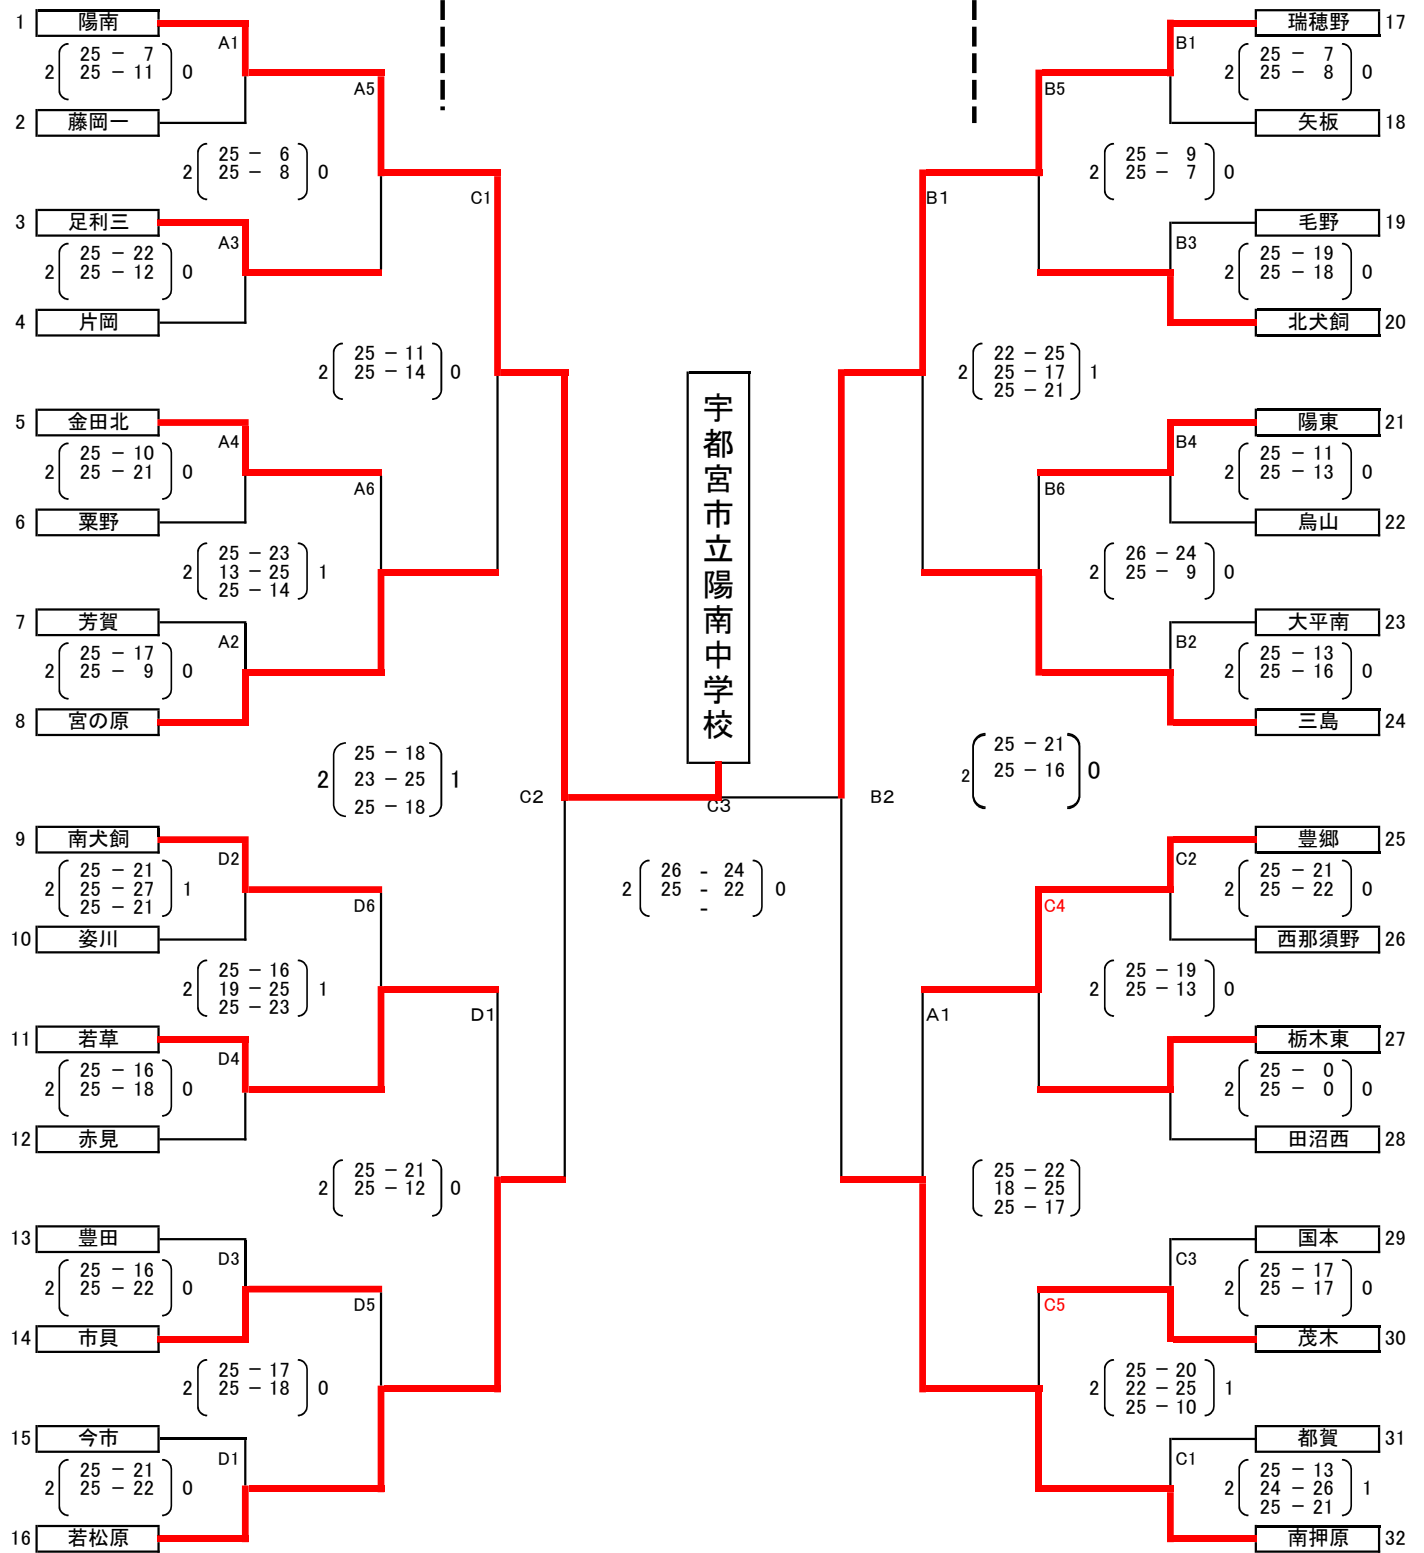 1 陽南
A1
2 25 - 7 0
25 - 11
2 藤岡一
A5
2 25 - 6 0
25 - 8
3 足利三
A3
2 25 - 22 0
25 - 12
4 片岡
C1
2 25 - 11 0
25 - 14
5 金田北
A4
2 25 - 10 0
25 - 21
6 粟野
A6
2 25 - 23 1
13 - 25
25 - 14
7 芳賀
A2
2 25 - 17 0
25 - 9
8 宮の原
2 25 - 18 1
23 - 25
25 - 18
C2
9 南犬飼
D2
2 25 - 21 1
25 - 27
25 - 21
10 姿川
D6
2 25 - 16 1
19 - 25
25 - 23
11 若草
D4
2 25 - 16 0
25 - 18
12 赤見
D1
2 25 - 21 0
25 - 12
13 豊田
D3
2 25 - 16 0
25 - 22
14 市貝
D5
2 25 - 17 0
25 - 18
15 今市
D1
2 25 - 21 0
25 - 22
16 若松原
宇都宮市立陽南中学校
C3
2 26 - 24 0
25 - 22
-
瑞穂野 17
B1
2 25 - 7 0
25 - 8
矢板 18
B5
2 25 - 9 0
25 - 7
毛野 19
B3
2 25 - 19 0
25 - 18
北犬飼 20
B1
2 22 - 25 1
25 - 17
25 - 21
陽東 21
B4
2 25 - 11 0
25 - 13
烏山 22
B6
2 26 - 24 0
25 - 9
大平南 23
B2
2 25 - 13 0
25 - 16
三島 24
B2
2 25 - 21 0
25 - 16
豊郷 25
C2
2 25 - 21 0
25 - 22
西那須野 26
C4
2 25 - 19 0
25 - 13
栃木東 27
2 25 - 0 0
25 - 0
田沼西 28
A1
25 - 22
18 - 25
25 - 17
国本 29
C3
2 25 - 17 0
25 - 17
茂木 30
C5
2 25 - 20 1
22 - 25
25 - 10
都賀 31
C1
2 25 - 13 1
24 - 26
25 - 21
南押原 32